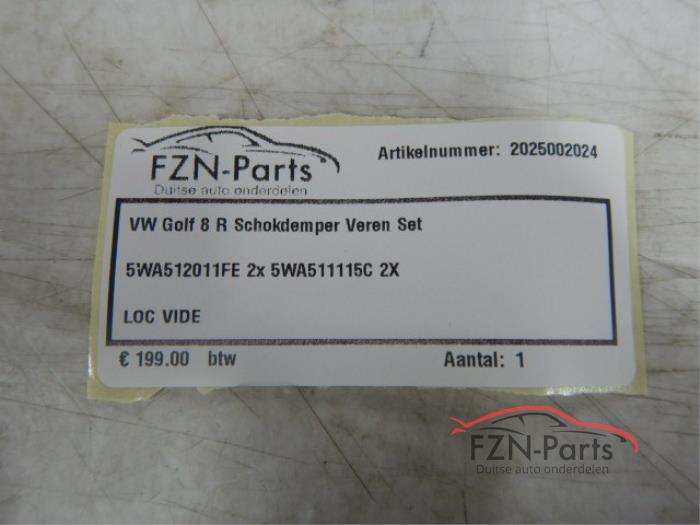 FZN-Parts
Duitse auto onderdelen
Artikelnummer: 2025002024
VW Golf 8 R Schokdemper Veren Set
5WA512011FE 2x 5WA511115C 2X
LOC VIDE
€ 199.00 btw
Aantal: 1
FZN-Parts
Duitse auto onderdelen